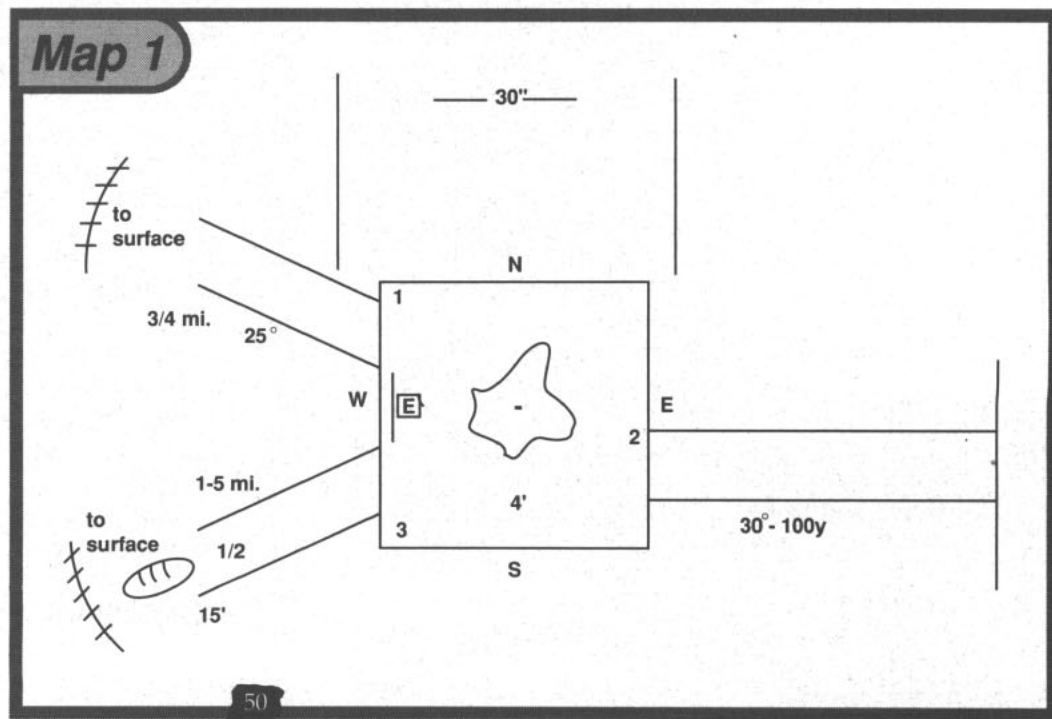 Map 1
30"
to
surface
N
1
3/4 mi.
25°
W
E
E
2
1-5 mi.
4'
to
surface
1/2
3
30°- 100y
S
15'
50